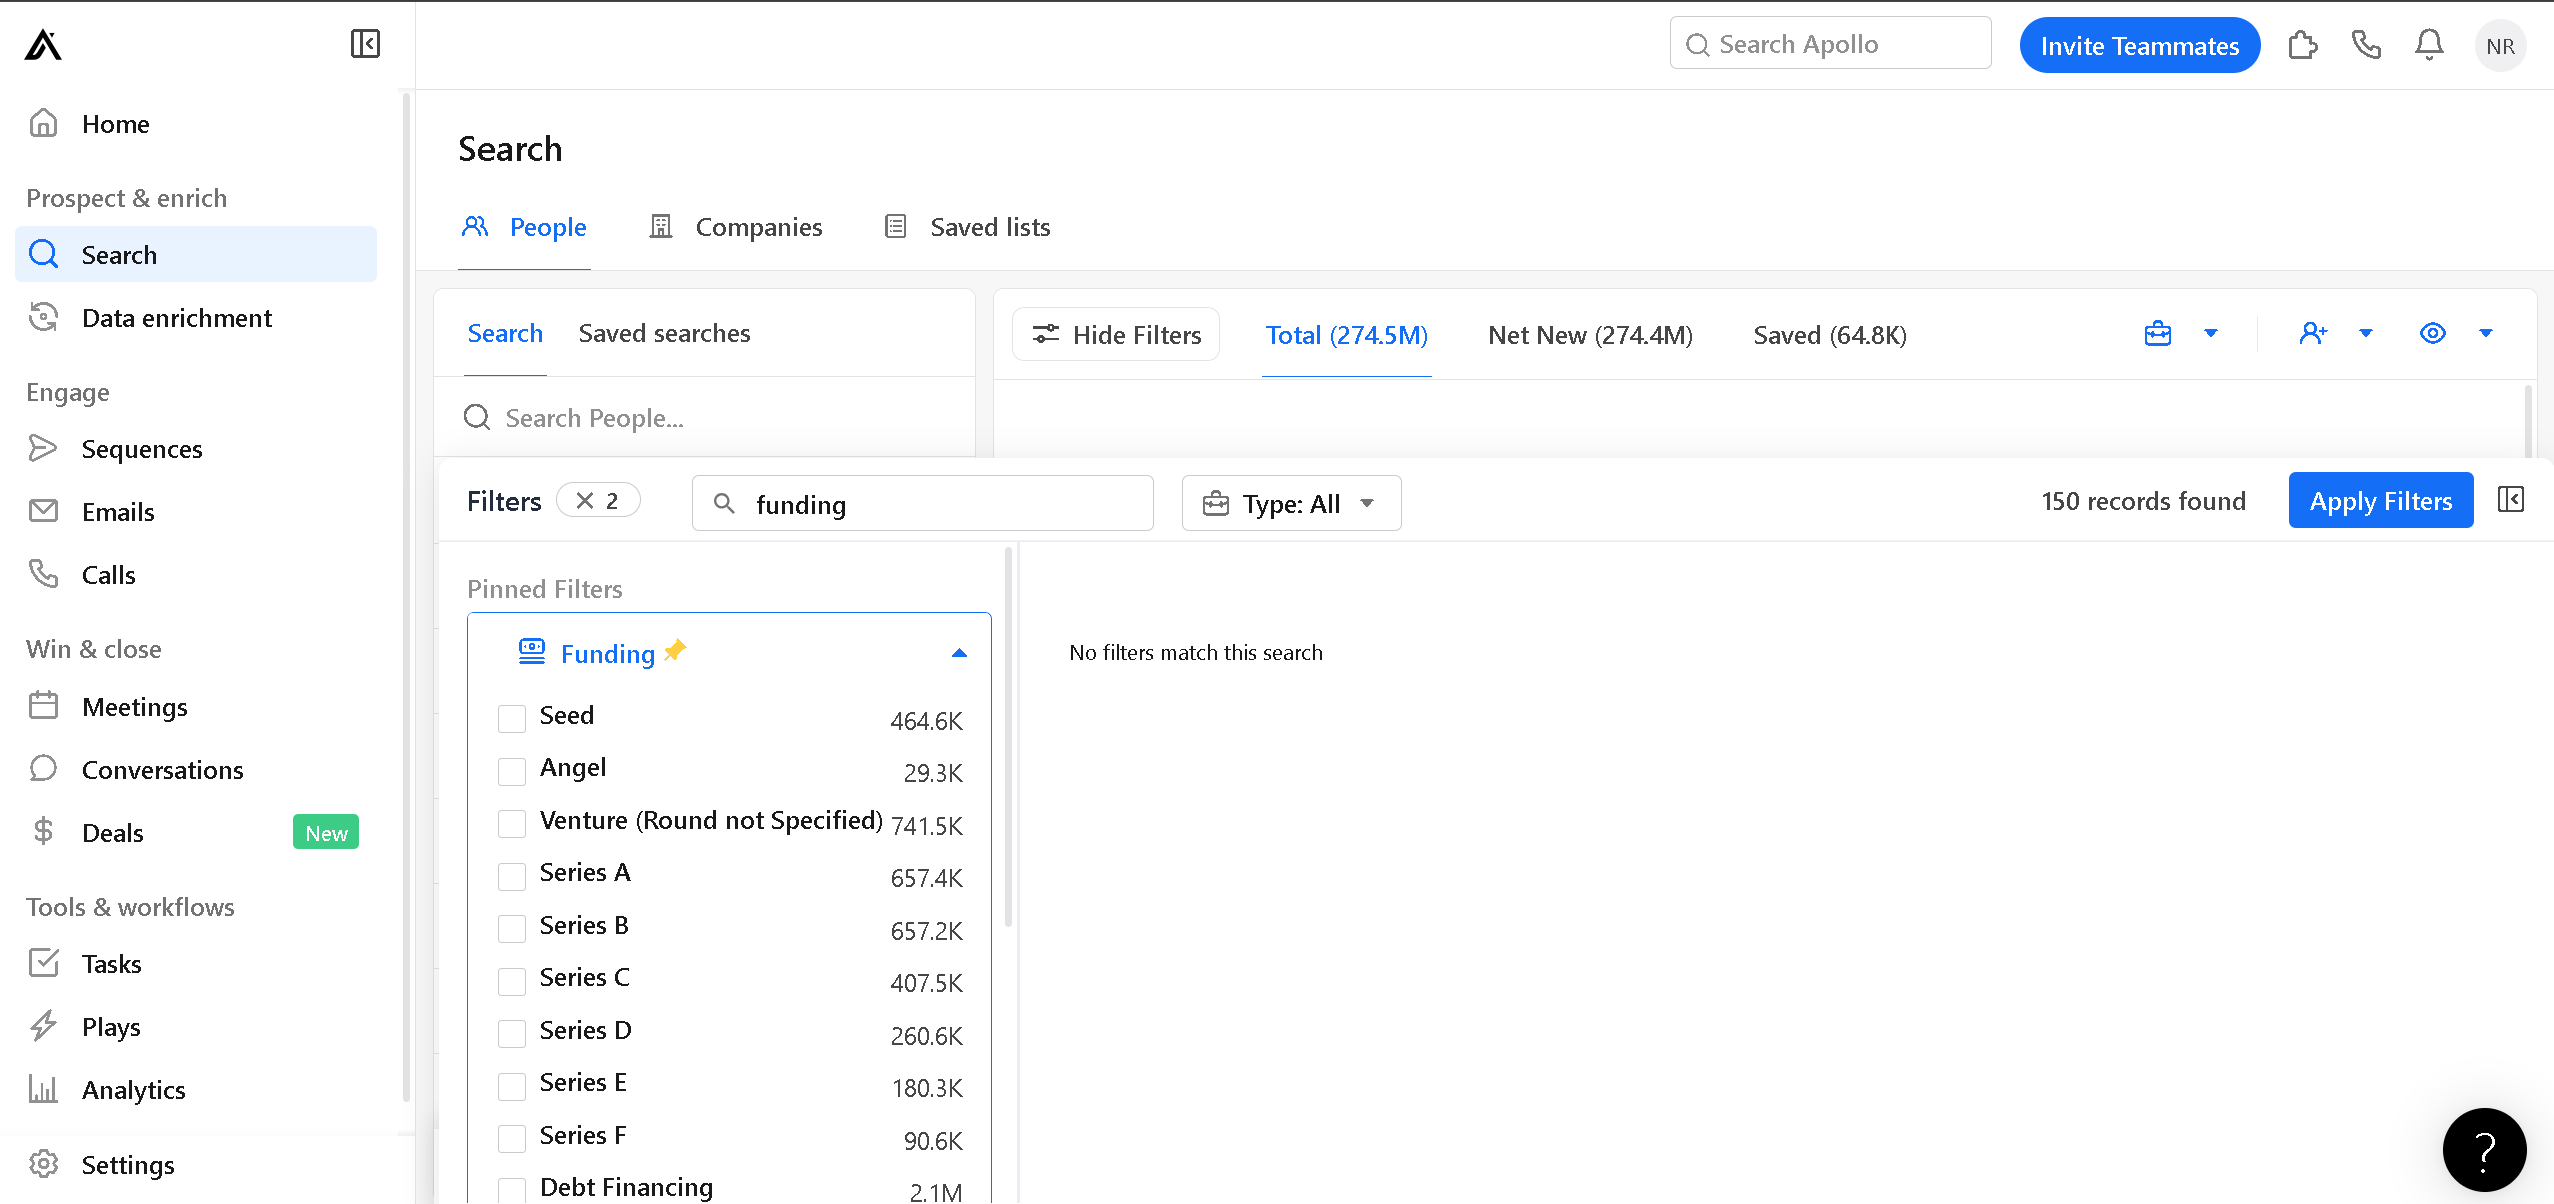 Search Apollo
Invite Teammates
NR
Home
Prospect & enrich
Search
Data enrichment
Engage
Sequences
Emails
Calls
Win & close
Meetings
Conversations
Deals
New
Tools & workflows
Tasks
Plays
Analytics
Settings
Search
People
Companies
Saved lists
Search
Saved searches
Search People...
Hide Filters
Total (274.5M)
Net New (274.4M)
Saved (64.8K)
Filters
2
funding
Type: All
150 records found
Apply Filters
Pinned Filters
Funding
Seed 464.6K
Angel 29.3K
Venture (Round not Specified) 741.5K
Series A 657.4K
Series B 657.2K
Series C 407.5K
Series D 260.6K
Series E 180.3K
Series F 90.6K
Debt Financing 2.1M
No filters match this search
?